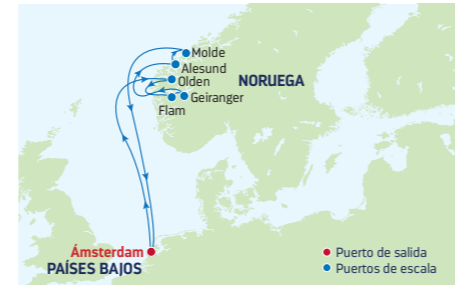 Molde
Alesund
Olden
NORUEGA
Geiranger
Flam
Ámsterdam
PAÍSES BAJOS
Puerto de salida
Puertos de escala